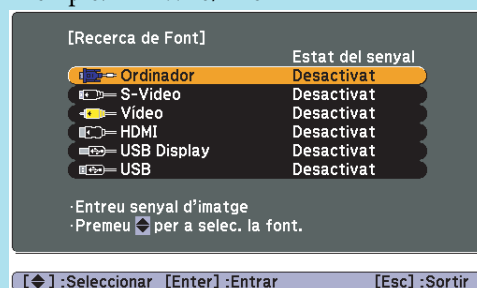 [Recerca de Font]
Estat del senyal
Ordinador Desactivat
S-Video Desactivat
Vídeo Desactivat
HDMI Desactivat
USB Display Desactivat
USB Desactivat
·Entreu senyal d'imatge
·Premeu per a selec. la font.
[ ] :Seleccionar [Enter] :Entrar [Esc] :Sortir